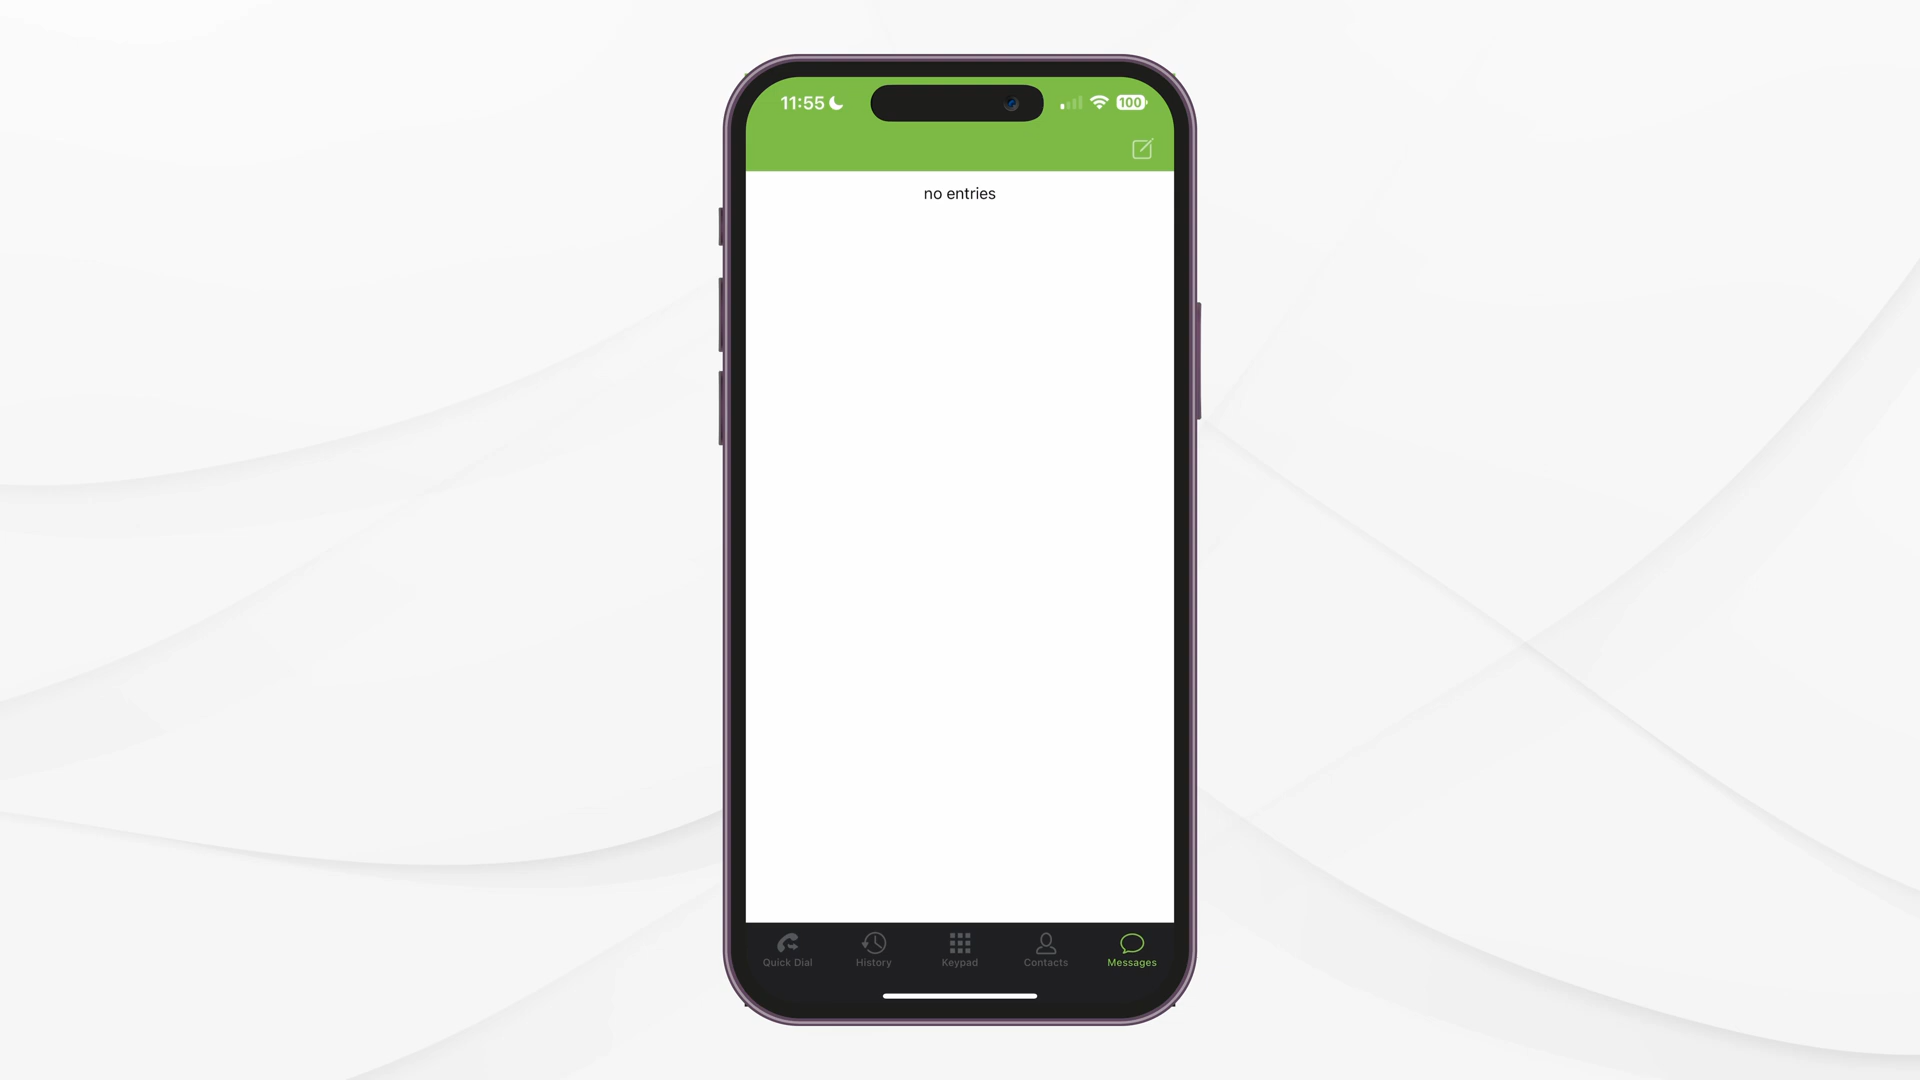 11:55
100
no entries
Quick Dial
History
Keypad
Contacts
Messages